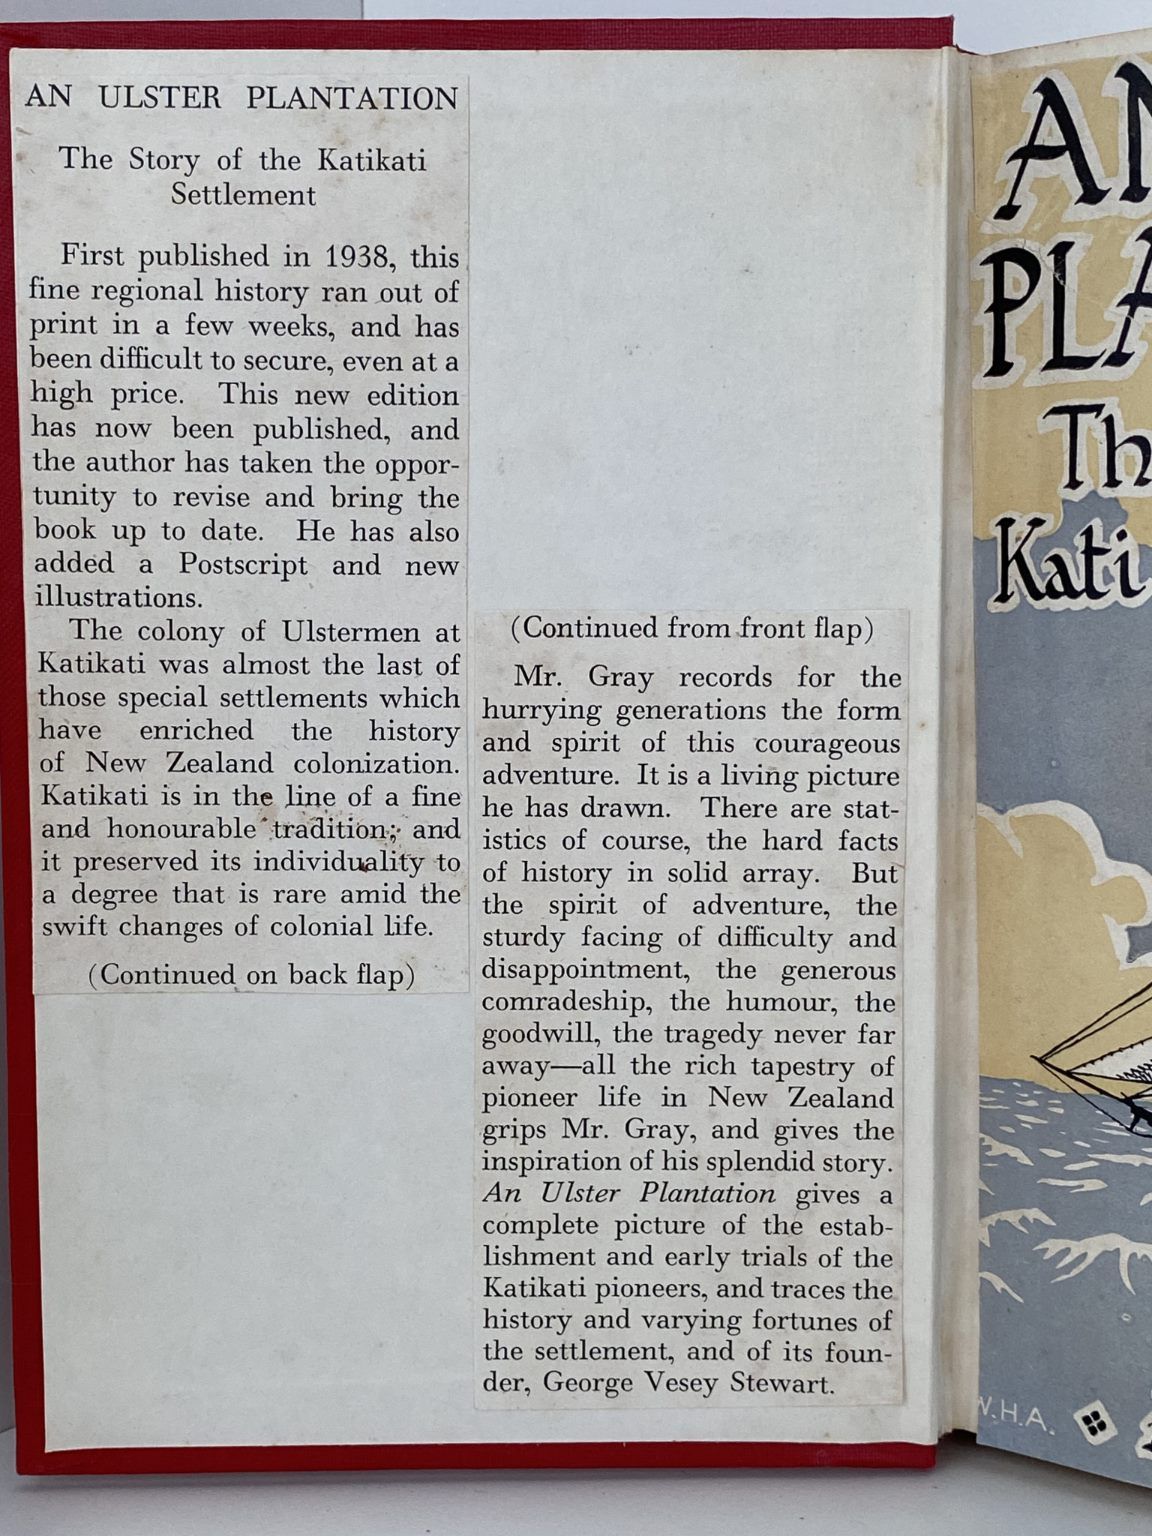 AN ULSTER PLANTATION
The Story of the Katikati
Settlement
First published in 1938, this
fine regional history ran out of
print in a few weeks, and has
been difficult to secure, even at a
high price. This new edition
has now been published, and
the author has taken the oppor-
tunity to revise and bring the
book up to date. He has also
added a Postscript and new
illustrations.
The colony of Ulstermen at
Katikati was almost the last of
those special settlements which
have enriched the history
of New Zealand colonization.
Katikati is in the line of a fine
and honourable tradition; and
it preserved its individuality to
a degree that is rare amid the
swift changes of colonial life.
(Continued on back flap)
(Continued from front flap)
Mr. Gray records for the
hurrying generations the form
and spirit of this courageous
adventure. It is a living picture
he has drawn. There are stat-
istics of course, the hard facts
of history in solid array. But
the spirit of adventure, the
sturdy facing of difficulty and
disappointment, the generous
comradeship, the humour, the
goodwill, the tragedy never far
away—all the rich tapestry of
pioneer life in New Zealand
grips Mr. Gray, and gives the
inspiration of his splendid story.
An Ulster Plantation gives a
complete picture of the estab-
lishment and early trials of the
Katikati pioneers, and traces the
history and varying fortunes of
the settlement, and of its foun-
der, George Vesey Stewart.
AN
PLA
Th
Kati
W.H.A.